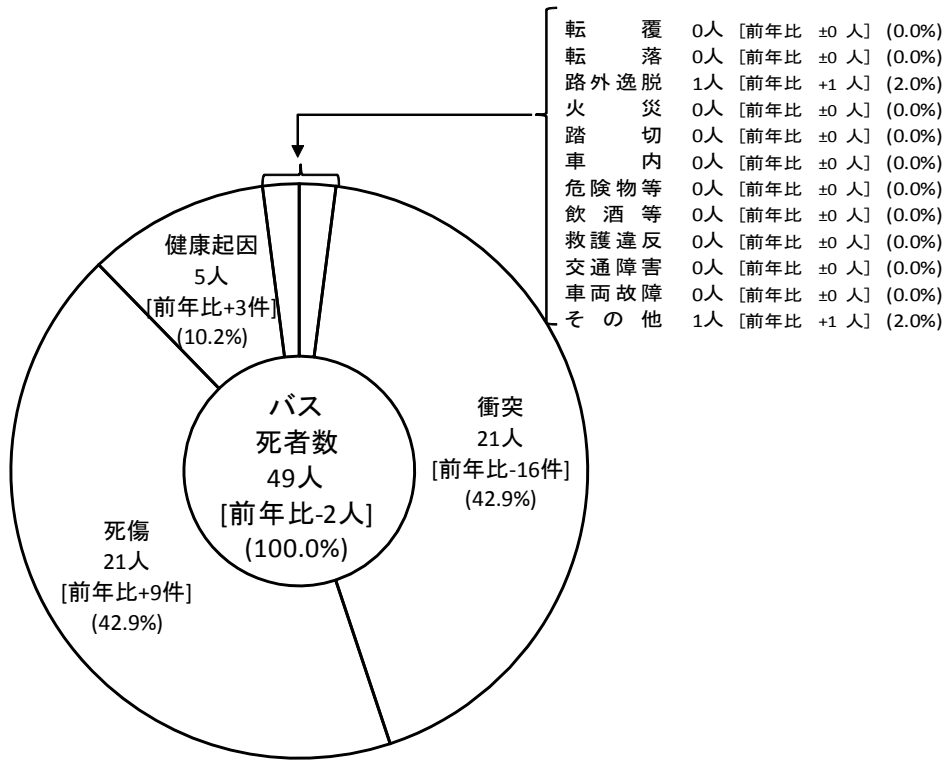 転覆 0人 [前年比 ±0 人] (0.0%)
転落 0人 [前年比 ±0 人] (0.0%)
路外逸脱 1人 [前年比 +1 人] (2.0%)
火災 0人 [前年比 ±0 人] (0.0%)
踏切 0人 [前年比 ±0 人] (0.0%)
車内 0人 [前年比 ±0 人] (0.0%)
危険物等 0人 [前年比 ±0 人] (0.0%)
飲酒等 0人 [前年比 ±0 人] (0.0%)
救護違反 0人 [前年比 ±0 人] (0.0%)
交通障害 0人 [前年比 ±0 人] (0.0%)
車両故障 0人 [前年比 ±0 人] (0.0%)
その他 1人 [前年比 +1 人] (2.0%)
健康起因
5人
[前年比+3件]
(10.2%)
バス
死者数
49人
[前年比-2人]
(100.0%)
衝突
21人
[前年比-16件]
(42.9%)
死傷
21人
[前年比+9件]
(42.9%)